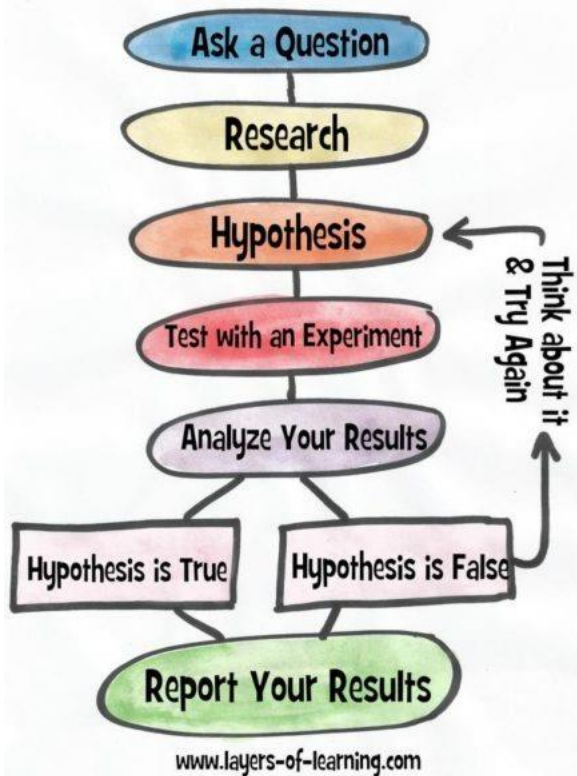 Ask a Question
Research
Hypothesis
Think about it
& Try Again
Test with an Experiment
Analyze Your Results
Hypothesis is True
Hypothesis is False
Report Your Results
www.layers-of-learning.com